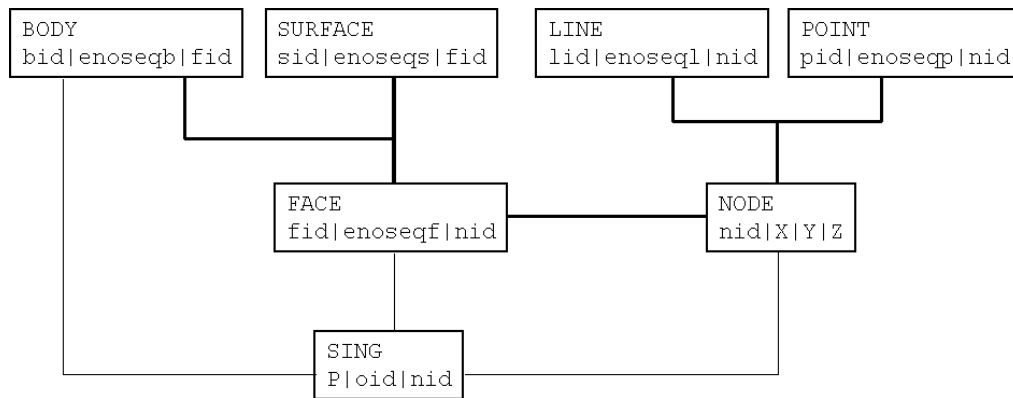 BODY
bid|enoseqb|fid
SURFACE
sid|enoseqs|fid
LINE
lid|enoseql|nid
POINT
pid|enoseqp|nid
FACE
fid|enoseqf|nid
NODE
nid|X|Y|Z
SING
P|oid|nid